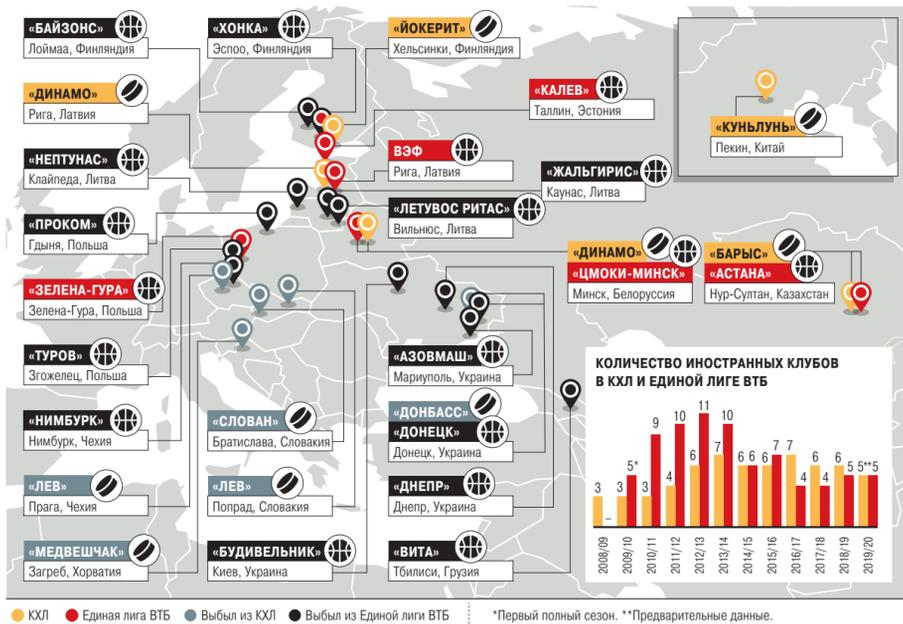 «БАЙЗОНС»
Лоймаа, Финляндия
«ХОНКА»
Эспоо, Финляндия
«ЙОКЕРИТ»
Хельсинки, Финляндия
«ДИНАМО»
Рига, Латвия
«КАЛЕВ»
Таллин, Эстония
«КУНЬЛУНЬ»
Пекин, Китай
«НЕПТУНАС»
Клайпеда, Литва
ВЭФ
Рига, Латвия
«ЖАЛЬГИРИС»
Каунас, Литва
«ПРОКОМ»
Гдыня, Польша
«ЛЕТУВОС РИТАС»
Вильнюс, Литва
«ДИНАМО»
«ЦМОКИ-МИНСК»
Минск, Белоруссия
«БАРЫС»
«АСТАНА»
Нур-Султан, Казахстан
«ЗЕЛЕНА-ГУРА»
Зелена-Гура, Польша
«ТУРОВ»
Згожелец, Польша
«АЗОВМАШ»
Мариуполь, Украина
«НИМБУРК»
Нимбурк, Чехия
«СЛОВАН»
Братислава, Словакия
«ДОНБАСС»
«ДОНЕЦК»
Донецк, Украина
«ЛЕВ»
Прага, Чехия
«ЛЕВ»
Попрад, Словакия
«ДНЕПР»
Днепр, Украина
«МЕДВЕШЧАК»
Загреб, Хорватия
«БУДИВЕЛЬНИК»
Киев, Украина
«ВИТА»
Тбилиси, Грузия
КОЛИЧЕСТВО ИНОСТРАННЫХ КЛУБОВ
В КХЛ И ЕДИНОЙ ЛИГЕ ВТБ
3 – 3 5* 3 9 4 10 6 11 7 10 6 6 6 7 7 4 6 4 6 5 5** 5
2008/09 2009/10 2010/11 2011/12 2012/13 2013/14 2014/15 2015/16 2016/17 2017/18 2018/19 2019/20
КХЛ Единая лига ВТБ Выбыл из КХЛ Выбыл из Единой лиги ВТБ *Первый полный сезон. **Предварительные данные.